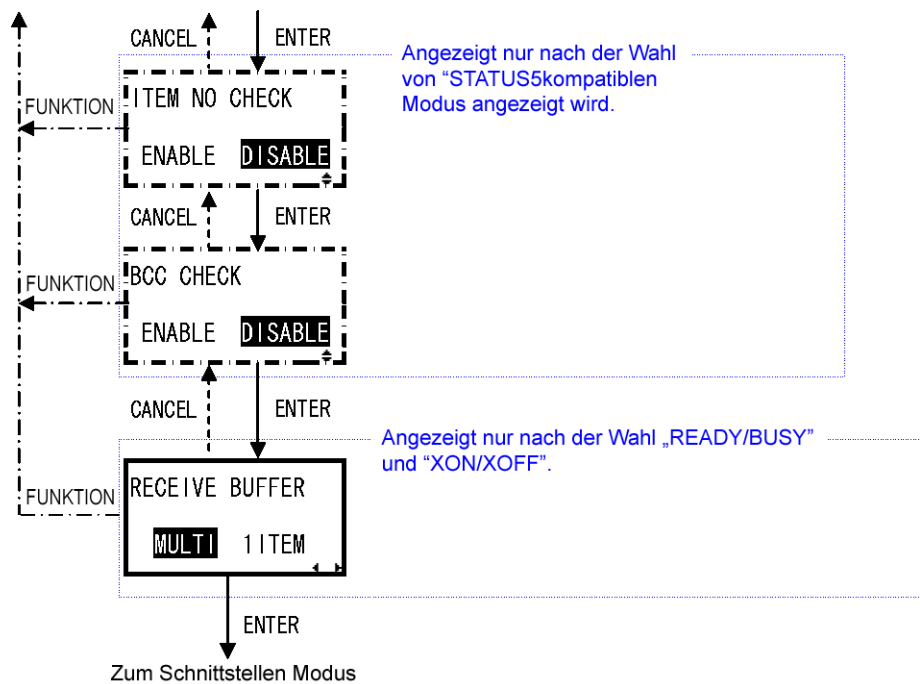 CANCEL
ENTER
Angezeigt nur nach der Wahl
von “STATUS5kompatiblen
Modus angezeigt wird.
ITEM NO CHECK
FUNKTION
ENABLE DISABLE
CANCEL
ENTER
BCC CHECK
FUNKTION
ENABLE DISABLE
CANCEL
ENTER
Angezeigt nur nach der Wahl „READY/BUSY”
und “XON/XOFF”.
RECEIVE BUFFER
FUNKTION
MULTI 1ITEM
ENTER
Zum Schnittstellen Modus